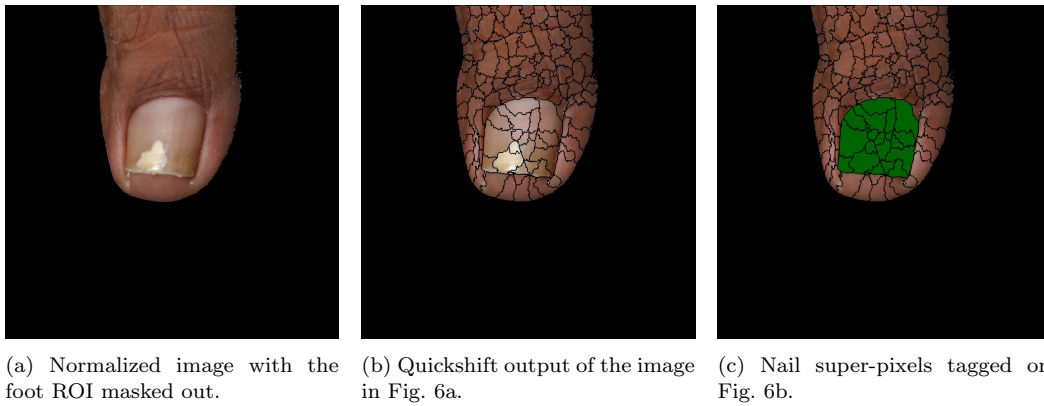 (a) Normalized image with the
foot ROI masked out.
(b) Quickshift output of the image
in Fig. 6a.
(c) Nail super-pixels tagged on
Fig. 6b.